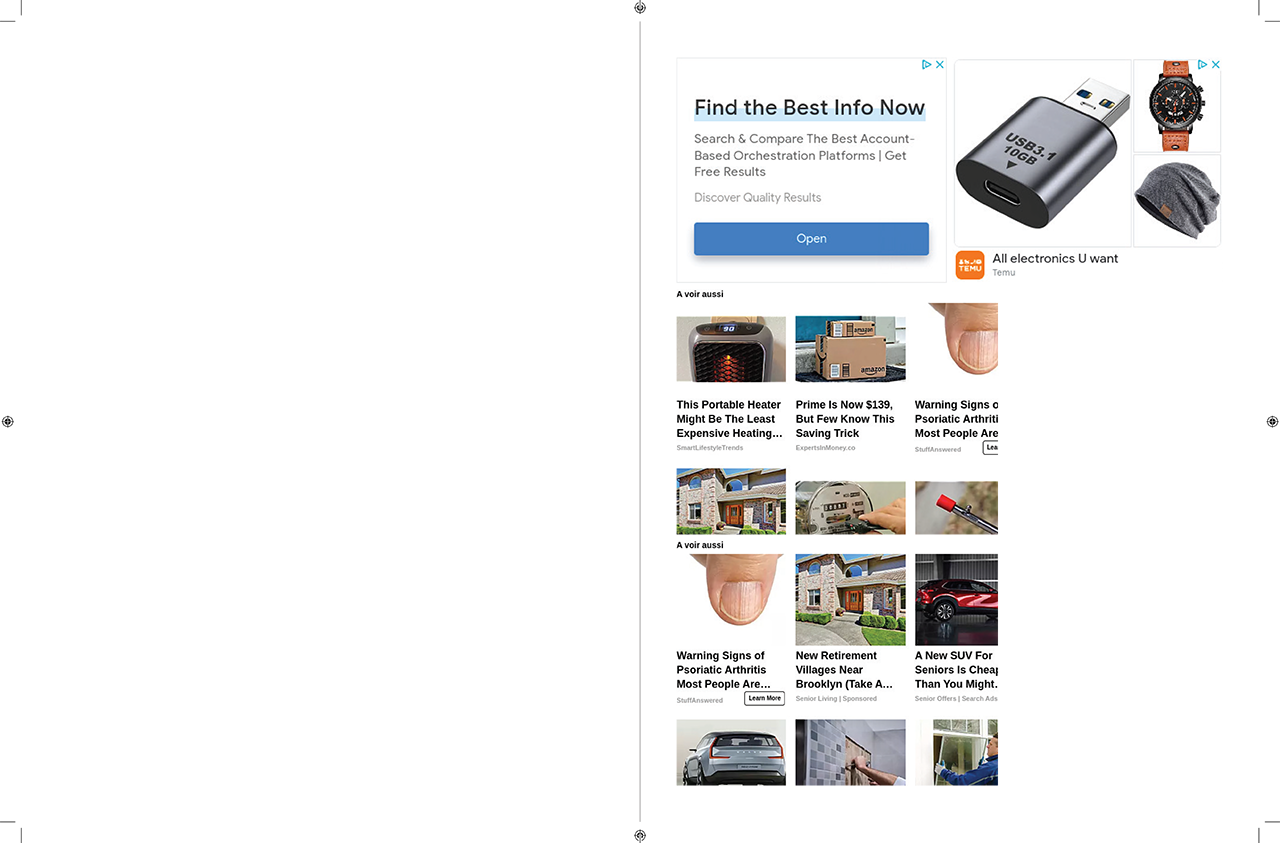 Find the Best Info Now
Search & Compare The Best Account-
Based Orchestration Platforms | Get
Free Results
Discover Quality Results
Open
USB3.1
10GB
TEMU
All electronics U want
Temu
A voir aussi
90
amazon
amazon
This Portable Heater
Might Be The Least
Expensive Heating...
SmartLifestyleTrends
Prime Is Now $139,
But Few Know This
Saving Trick
ExpertsInMoney.co
Warning Signs o
Psoriatic Arthriti
Most People Are
StuffAnswered
Lea
A voir aussi
Warning Signs of
Psoriatic Arthritis
Most People Are...
StuffAnswered
Learn More
New Retirement
Villages Near
Brooklyn (Take A...
Senior Living | Sponsored
A New SUV For
Seniors Is Cheap
Than You Might.
Senior Offers | Search Ads